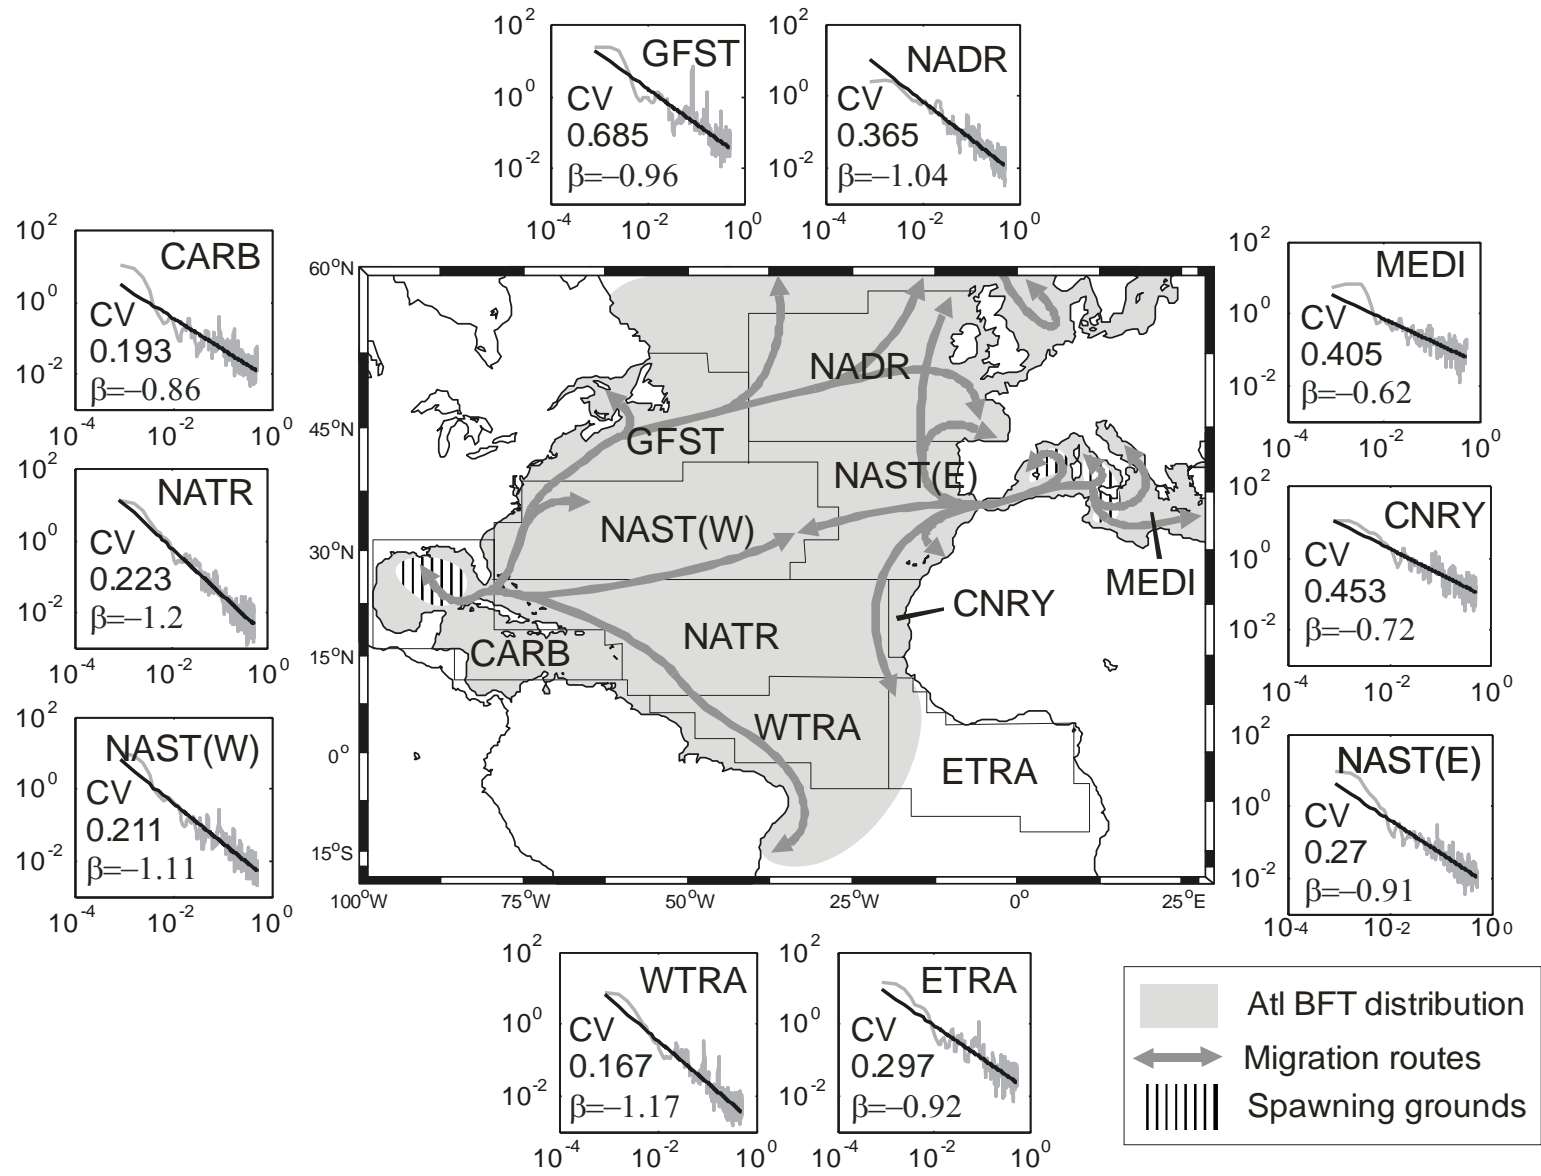 10^2
10^0
10^-2
GFST
CV
0.685
β=–0.96
10^-4
10^-2
10^0
10^2
10^0
10^-2
NADR
CV
0.365
β=–1.04
10^-4
10^-2
10^0
10^2
10^0
10^-2
CARB
CV
0.193
β=–0.86
10^-4
10^-2
10^0
10^2
10^0
10^-2
NATR
CV
0.223
β=–1.2
10^-4
10^-2
10^0
10^2
10^0
10^-2
NAST(W)
CV
0.211
β=–1.11
10^-4
10^-2
10^0
60°N
45°N
30°N
15°N
0°
15°S
100°W
75°W
50°W
25°W
0°
25°E
NADR
GFST
NAST(E)
NAST(W)
MEDI
CNRY
NATR
CARB
WTRA
ETRA
10^2
10^0
10^-2
MEDI
CV
0.405
β=–0.62
10^-4
10^-2
10^0
10^2
10^0
10^-2
CNRY
CV
0.453
β=–0.72
10^-4
10^-2
10^0
10^2
10^0
10^-2
NAST(E)
CV
0.27
β=–0.91
10^-4
10^-2
10^0
10^2
10^0
10^-2
WTRA
CV
0.167
β=–1.17
10^-4
10^-2
10^0
10^2
10^0
10^-2
ETRA
CV
0.297
β=–0.92
10^-4
10^-2
10^0
Atl BFT distribution
Migration routes
Spawning grounds